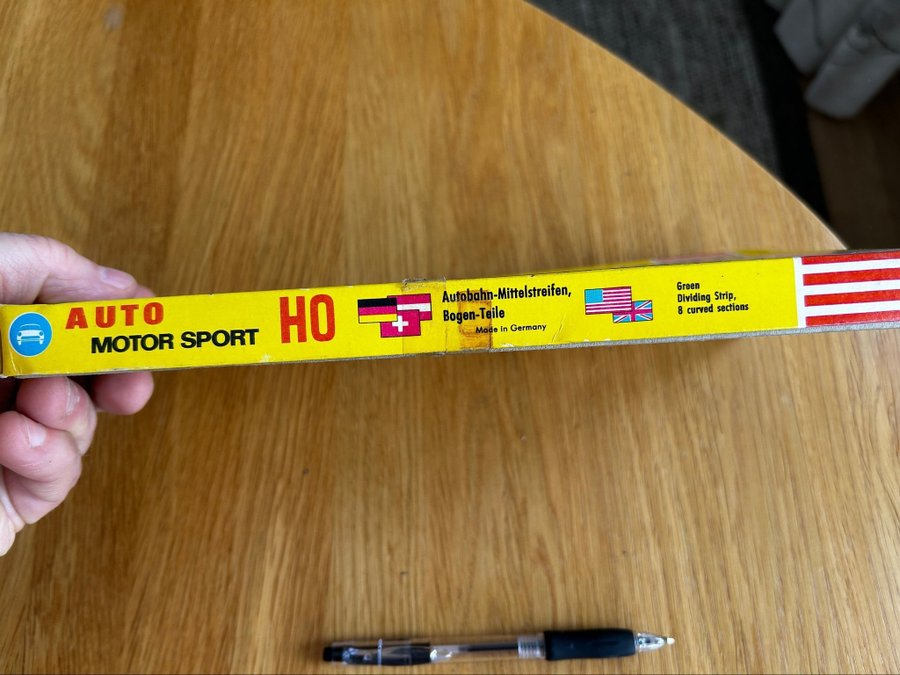 AUTO
MOTOR SPORT
HO
Autobahn-Mittelstreifen,
Bogen-Teile
Made in Germany
Green
Dividing Strip,
8 curved sections